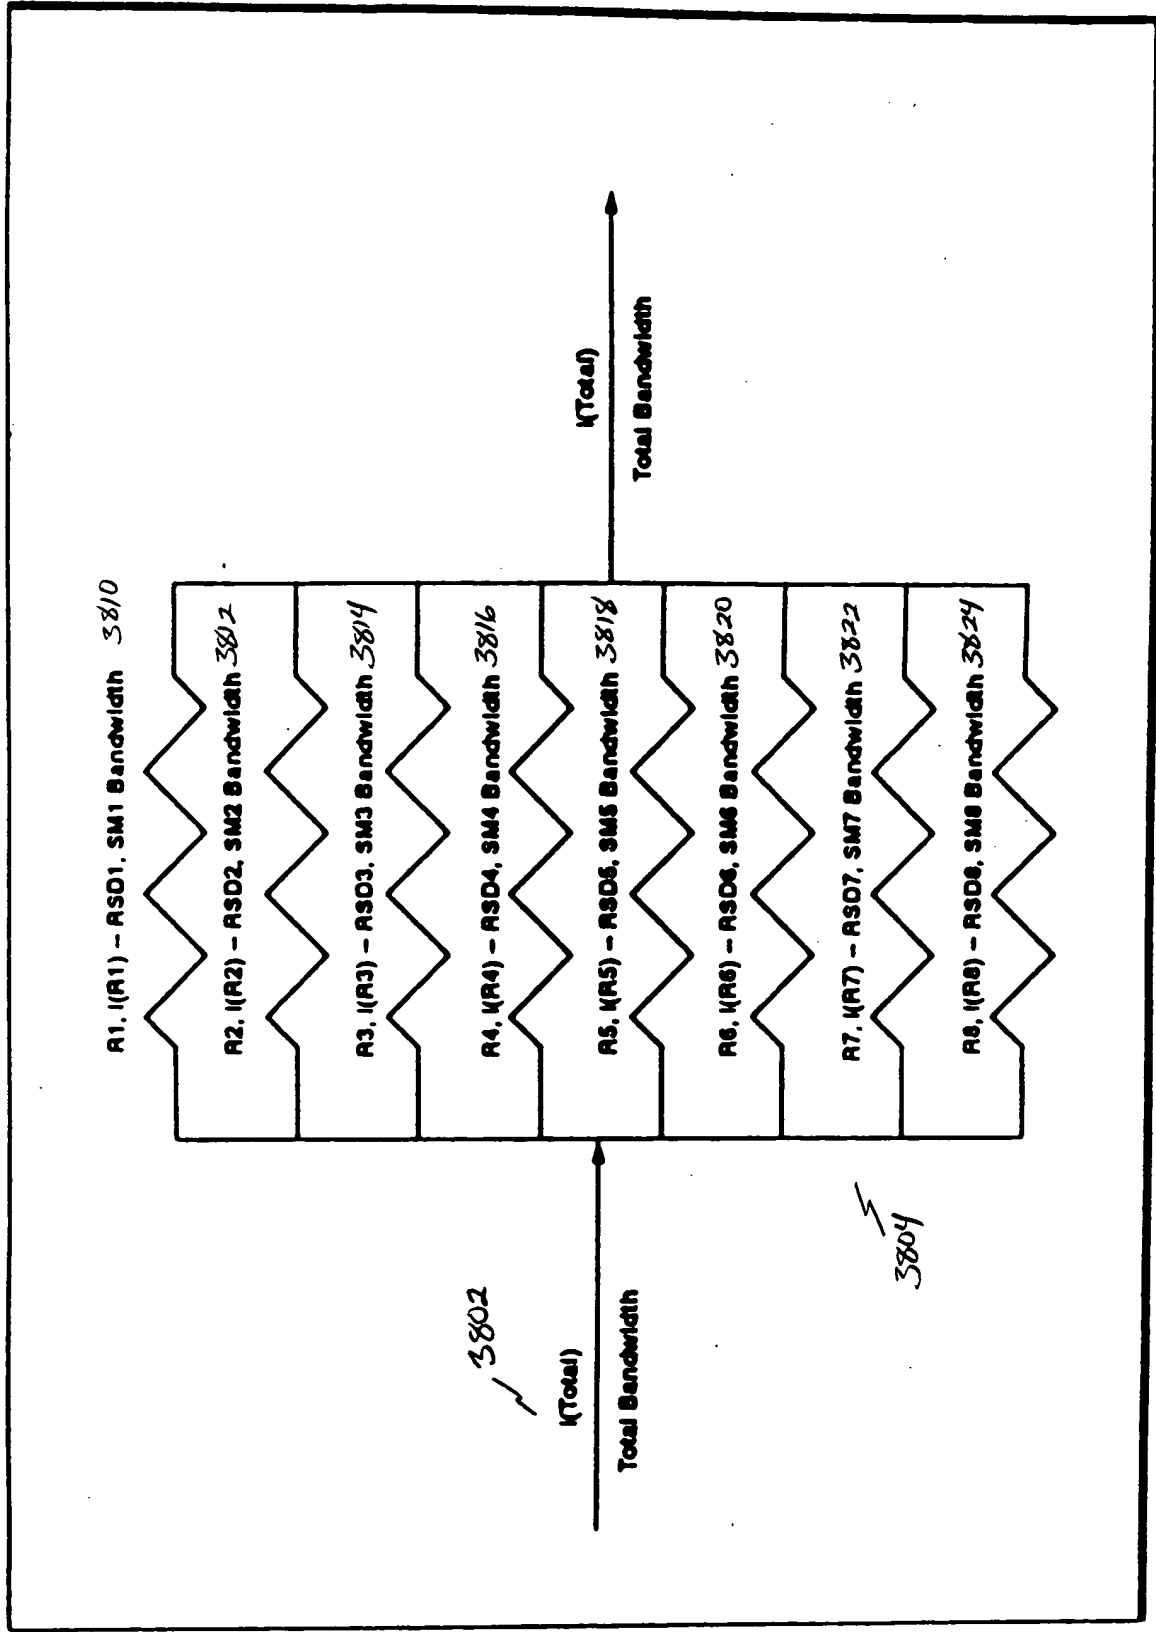 R1, I(R1) – RSD1, SM1 Bandwidth 3810
R2, I(R2) – RSD2, SM2 Bandwidth 3812
R3, I(R3) – RSD3, SM3 Bandwidth 3814
R4, I(R4) – RSD4, SM4 Bandwidth 3816
R5, I(R5) – RSD5, SM5 Bandwidth 3818
R6, I(R6) – RSD6, SM6 Bandwidth 3820
R7, I(R7) – RSD7, SM7 Bandwidth 3822
R8, I(R8) – RSD8, SM8 Bandwidth 3824
3802
I(Total)
Total Bandwidth
I(Total)
Total Bandwidth
3804